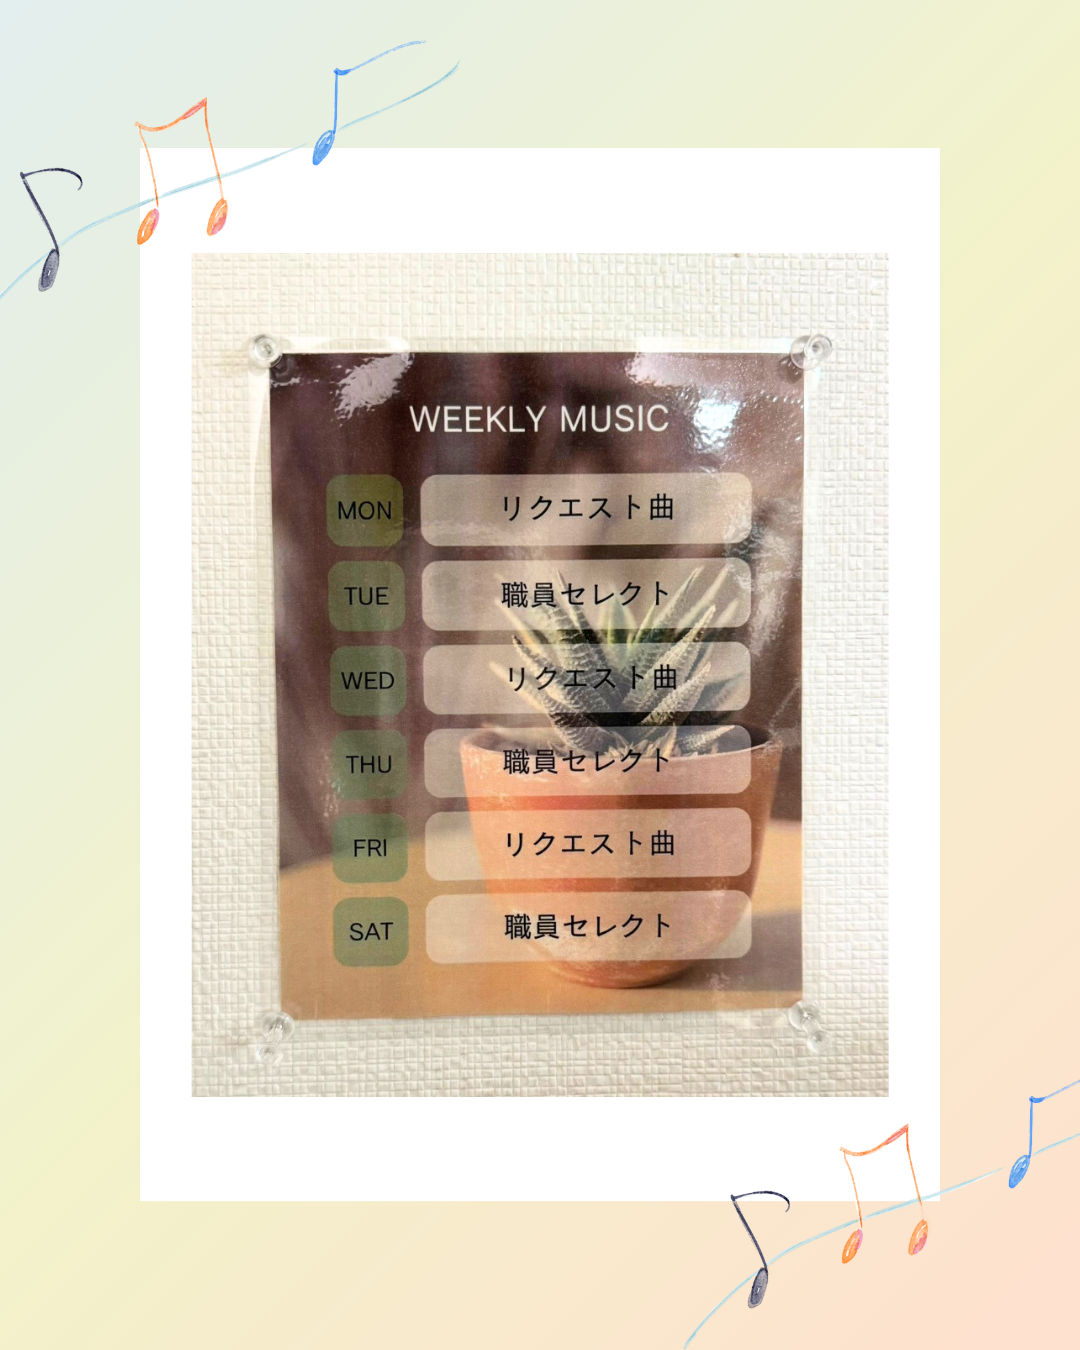 WEEKLY MUSIC
MON リクエスト曲
TUE 職員セレクト
WED リクエスト曲
THU 職員セレクト
FRI リクエスト曲
SAT 職員セレクト